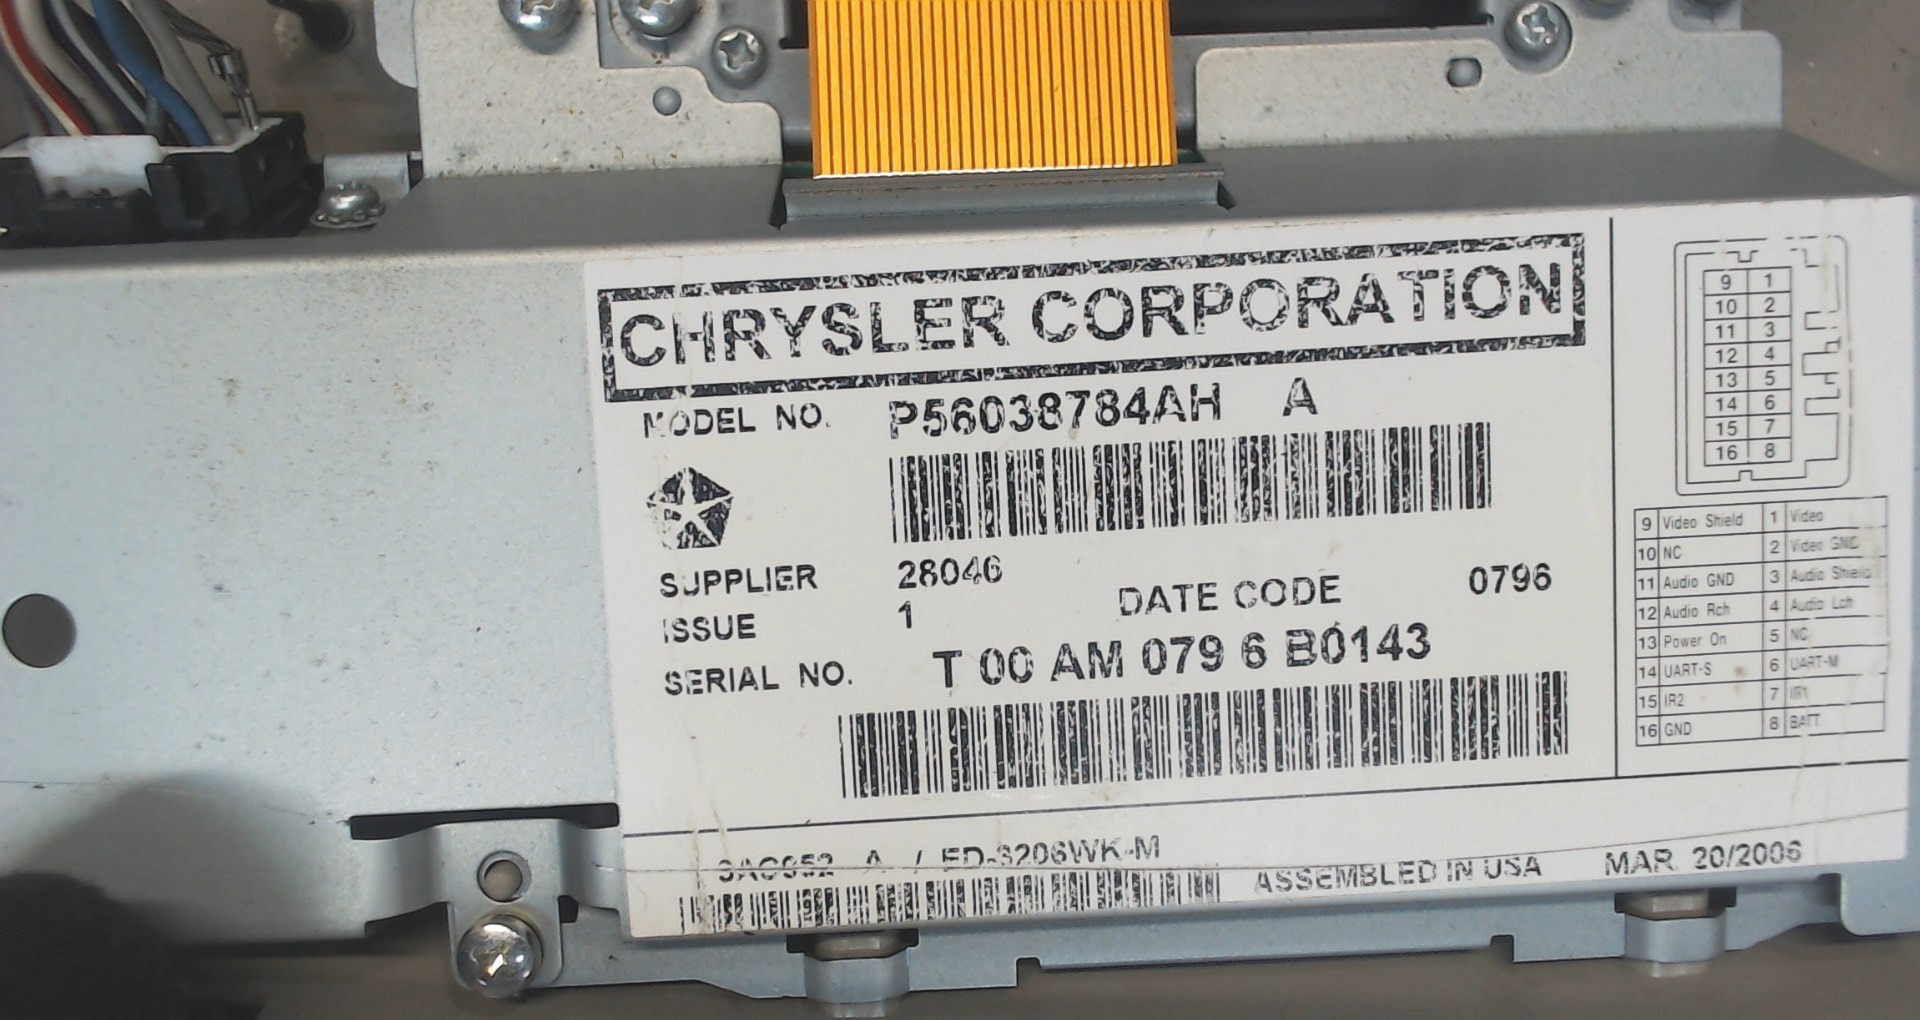 CHRYSLER CORPORATION
MODEL NO. P56038784AH A
SUPPLIER 28046
ISSUE 1 DATE CODE 0796
SERIAL NO. T 00 AM 079 6 B0143
3AC952 A / ED-3206WK-M
ASSEMBLED IN USA MAR. 20/2006
9 1
10 2
11 3
12 4
13 5
14 6
15 7
16 8
9 Video Shield 1 Video
10 NC 2 Video GND
11 Audio GND 3 Audio Shield
12 Audio Rch 4 Audio Lch
13 Power On 5 NC
14 UART-S 6 UART-M
15 IR2 7 IR1
16 GND 8 BATT